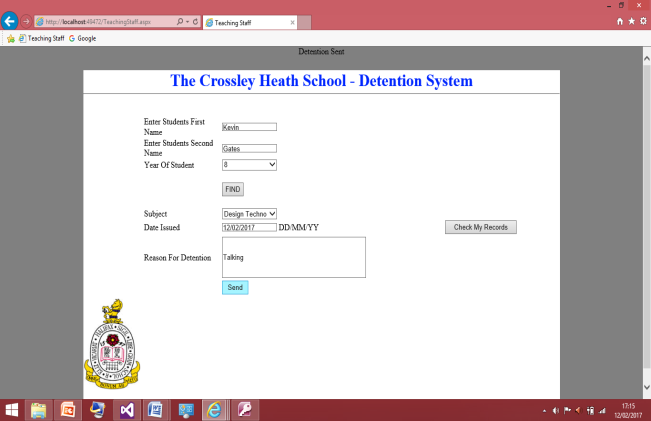 http://localhost:49472/TeachingStaff.aspx
Teaching Staff
Teaching Staff
Google
Detention Sent
The Crossley Heath School - Detention System
Enter Students First
Name
Kevin
Enter Students Second
Name
Gates
Year Of Student
8
FIND
Subject
Design Techno
Date Issued
12/02/2017
DD/MM/YY
Check My Records
Reason For Detention
Talking
Send
17:15
12/02/2017